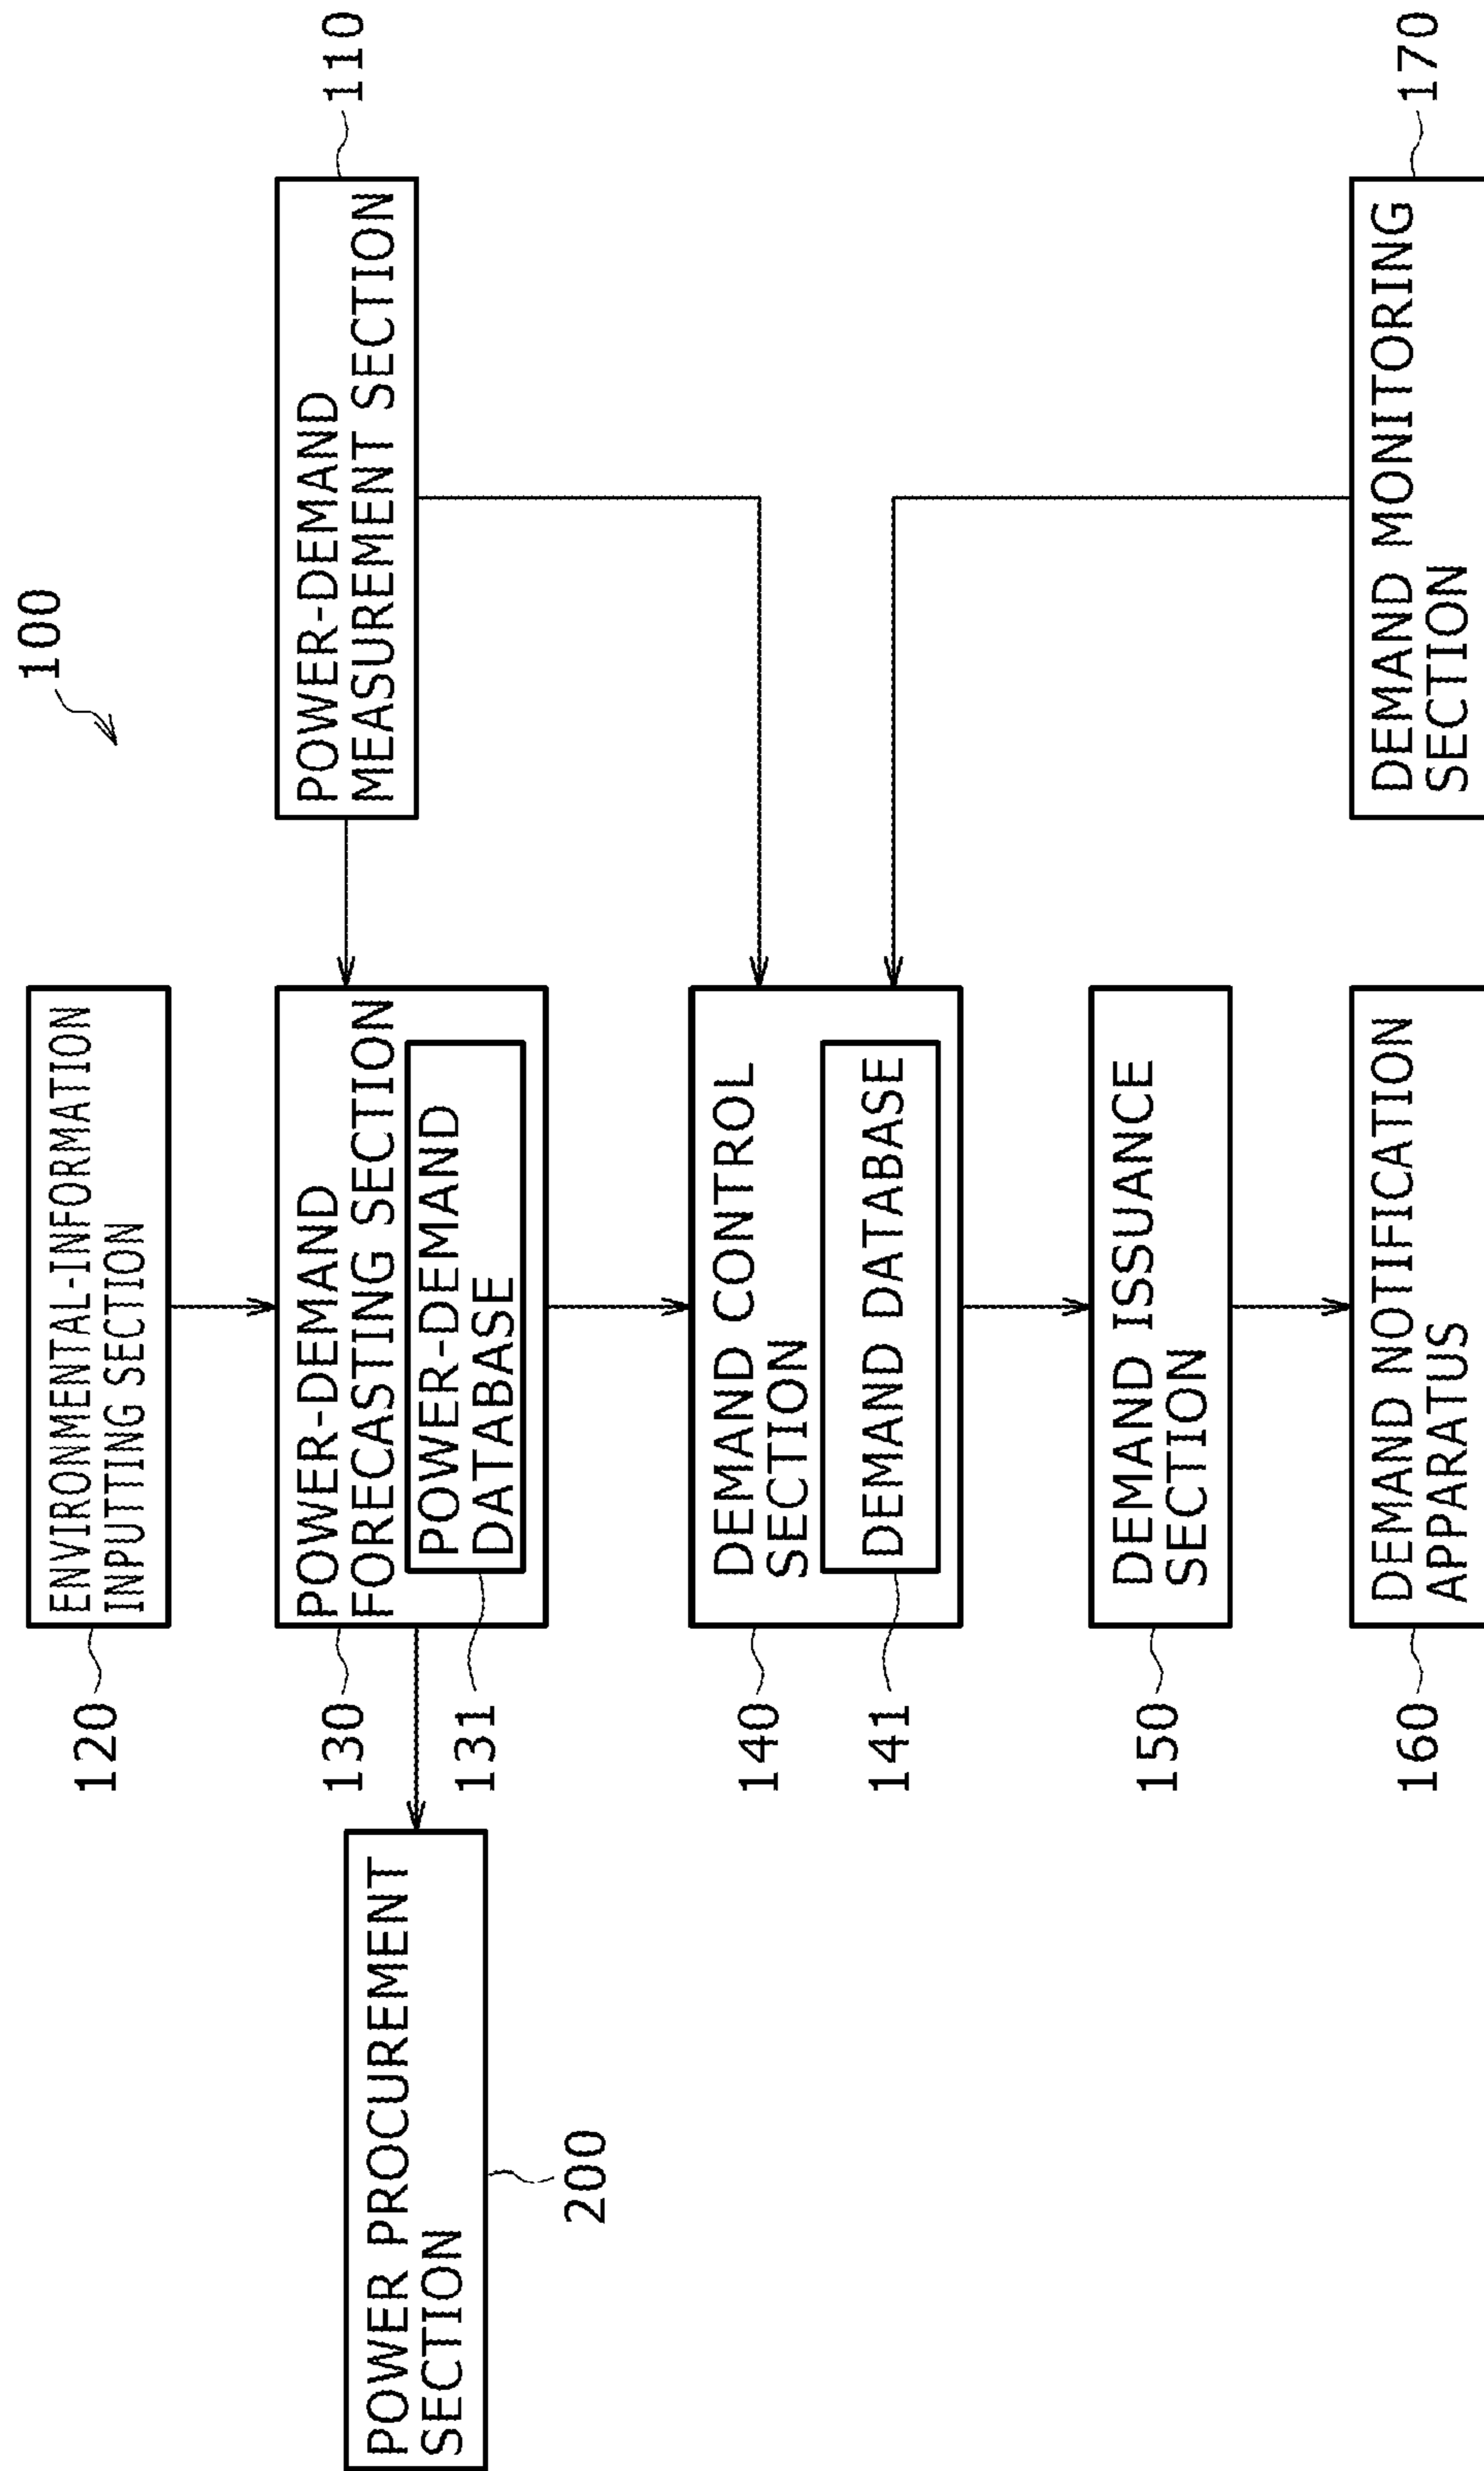 100
120
ENVIRONMENTAL-INFORMATION
INPUTTING SECTION
130
POWER-DEMAND
FORECASTING SECTION
131
POWER-DEMAND
DATABASE
POWER-DEMAND
MEASUREMENT SECTION
110
POWER PROCUREMENT
SECTION
200
140
DEMAND CONTROL
SECTION
141
DEMAND DATABASE
150
DEMAND ISSUANCE
SECTION
160
DEMAND NOTIFICATION
APPARATUS
DEMAND MONITORING
SECTION
170